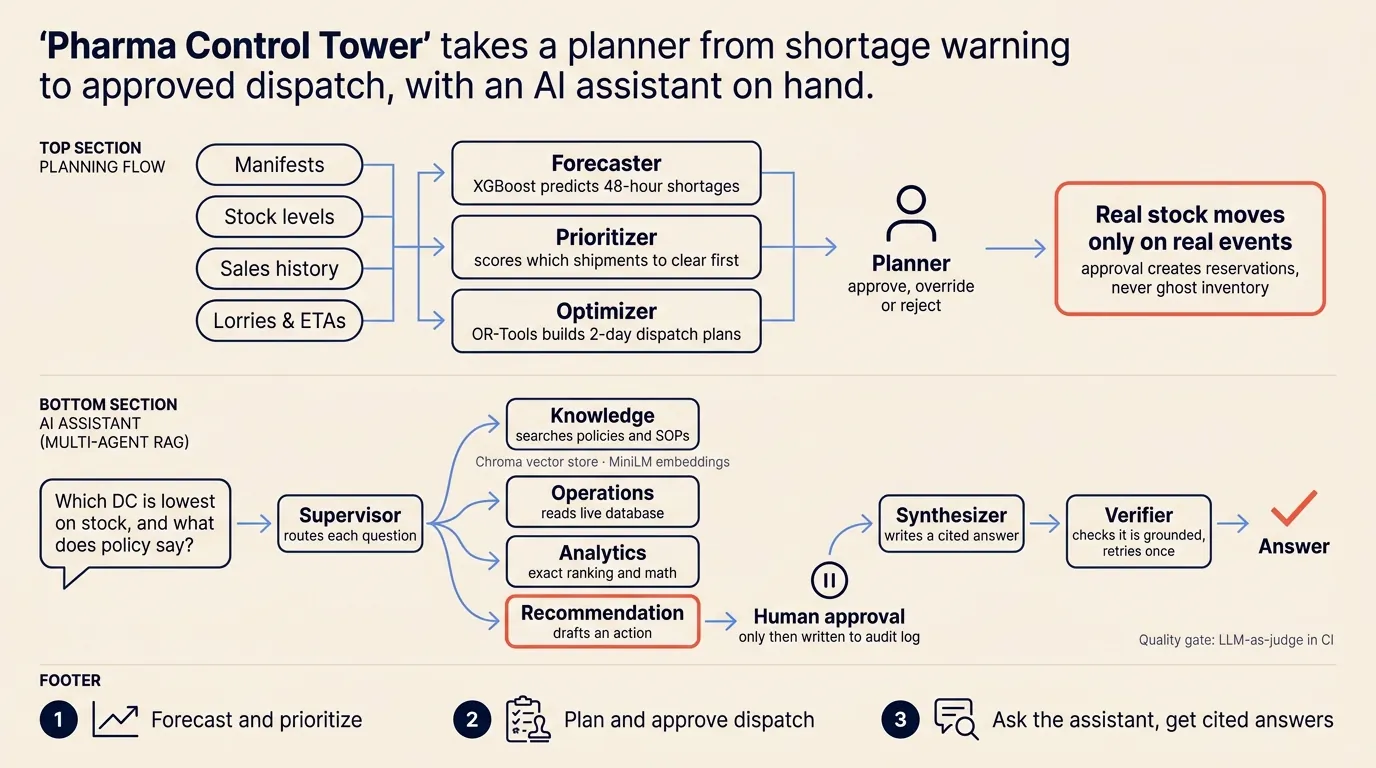 ‘Pharma Control Tower’ takes a planner from shortage warning
to approved dispatch, with an AI assistant on hand.
TOP SECTION
PLANNING FLOW
Manifests
Stock levels
Sales history
Lorries & ETAs
Forecaster
XGBoost predicts 48-hour shortages
Prioritizer
scores which shipments to clear first
Optimizer
OR-Tools builds 2-day dispatch plans
Planner
approve, override
or reject
Real stock moves
only on real events
approval creates reservations,
never ghost inventory
BOTTOM SECTION
AI ASSISTANT
(MULTI-AGENT RAG)
Which DC is lowest
on stock, and what
does policy say?
Supervisor
routes each question
Knowledge
searches policies and SOPs
Chroma vector store · MiniLM embeddings
Operations
reads live database
Analytics
exact ranking and math
Recommendation
drafts an action
Human approval
only then written to audit log
Synthesizer
writes a cited answer
Verifier
checks it is grounded,
retries once
Answer
Quality gate: LLM-as-judge in CI
FOOTER
1 Forecast and prioritize
2 Plan and approve dispatch
3 Ask the assistant, get cited answers